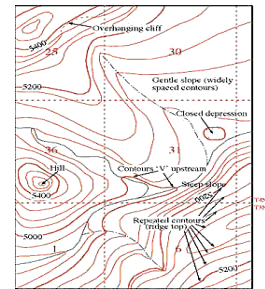 Overhanging cliff
5400
25
30
5200
Gentle slope (widely
spaced contours)
Closed depression
36
31
Hill
Contours 'V' upstream
Steep slope
5400
Repeated contours
(ridge top)
5000
1
6
5200